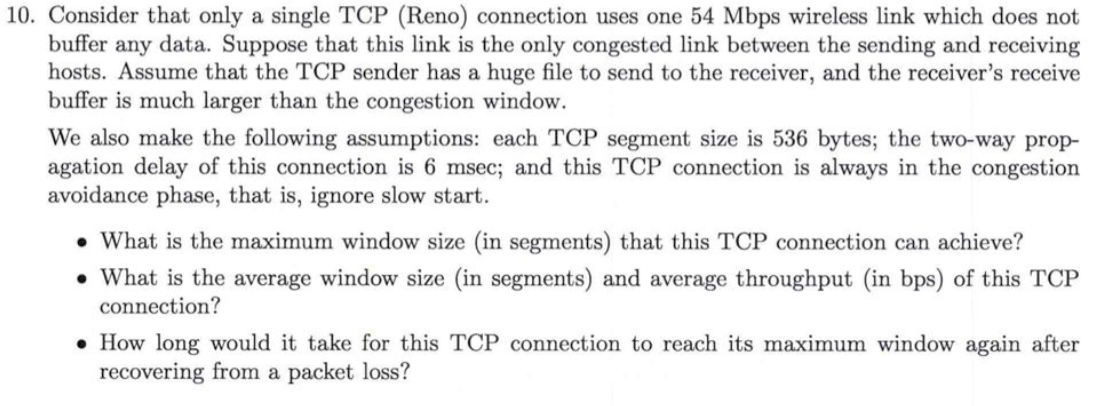 10. Consider that only a single TCP (Reno) connection uses one 54 Mbps wireless link which does not
buffer any data. Suppose that this link is the only congested link between the sending and receiving
hosts. Assume that the TCP sender has a huge file to send to the receiver, and the receiver's receive
buffer is much larger than the congestion window.
We also make the following assumptions: each TCP segment size is 536 bytes; the two-way prop-
agation delay of this connection is 6 msec; and this TCP connection is always in the congestion
avoidance phase, that is, ignore slow start.
• What is the maximum window size (in segments) that this TCP connection can achieve?
• What is the average window size (in segments) and average throughput (in bps) of this TCP
connection?
• How long would it take for this TCP connection to reach its maximum window again after
recovering from a packet loss?